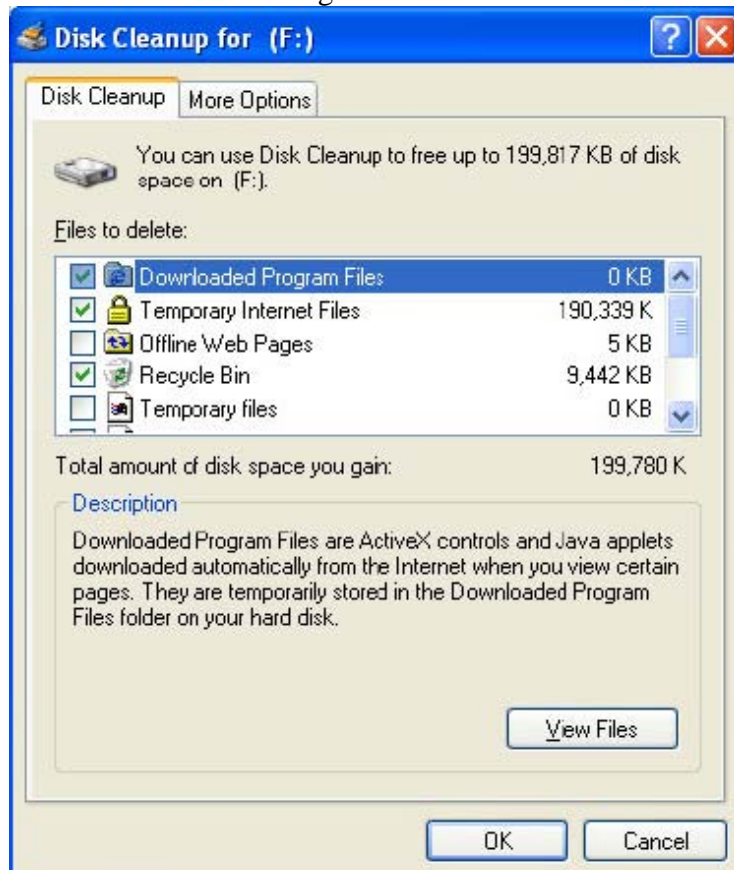 Disk Cleanup for (F:)
Disk Cleanup More Options
You can use Disk Cleanup to free up to 199,817 KB of disk
space on (F:).
Files to delete:
Downloaded Program Files 0 KB
Temporary Internet Files 190,339 K
Offline Web Pages 5 KB
Recycle Bin 9,442 KB
Temporary files 0 KB
Total amount of disk space you gain: 199,780 K
Description
Downloaded Program Files are ActiveX controls and Java applets
downloaded automatically from the Internet when you view certain
pages. They are temporarily stored in the Downloaded Program
Files folder on your hard disk.
View Files
OK Cancel